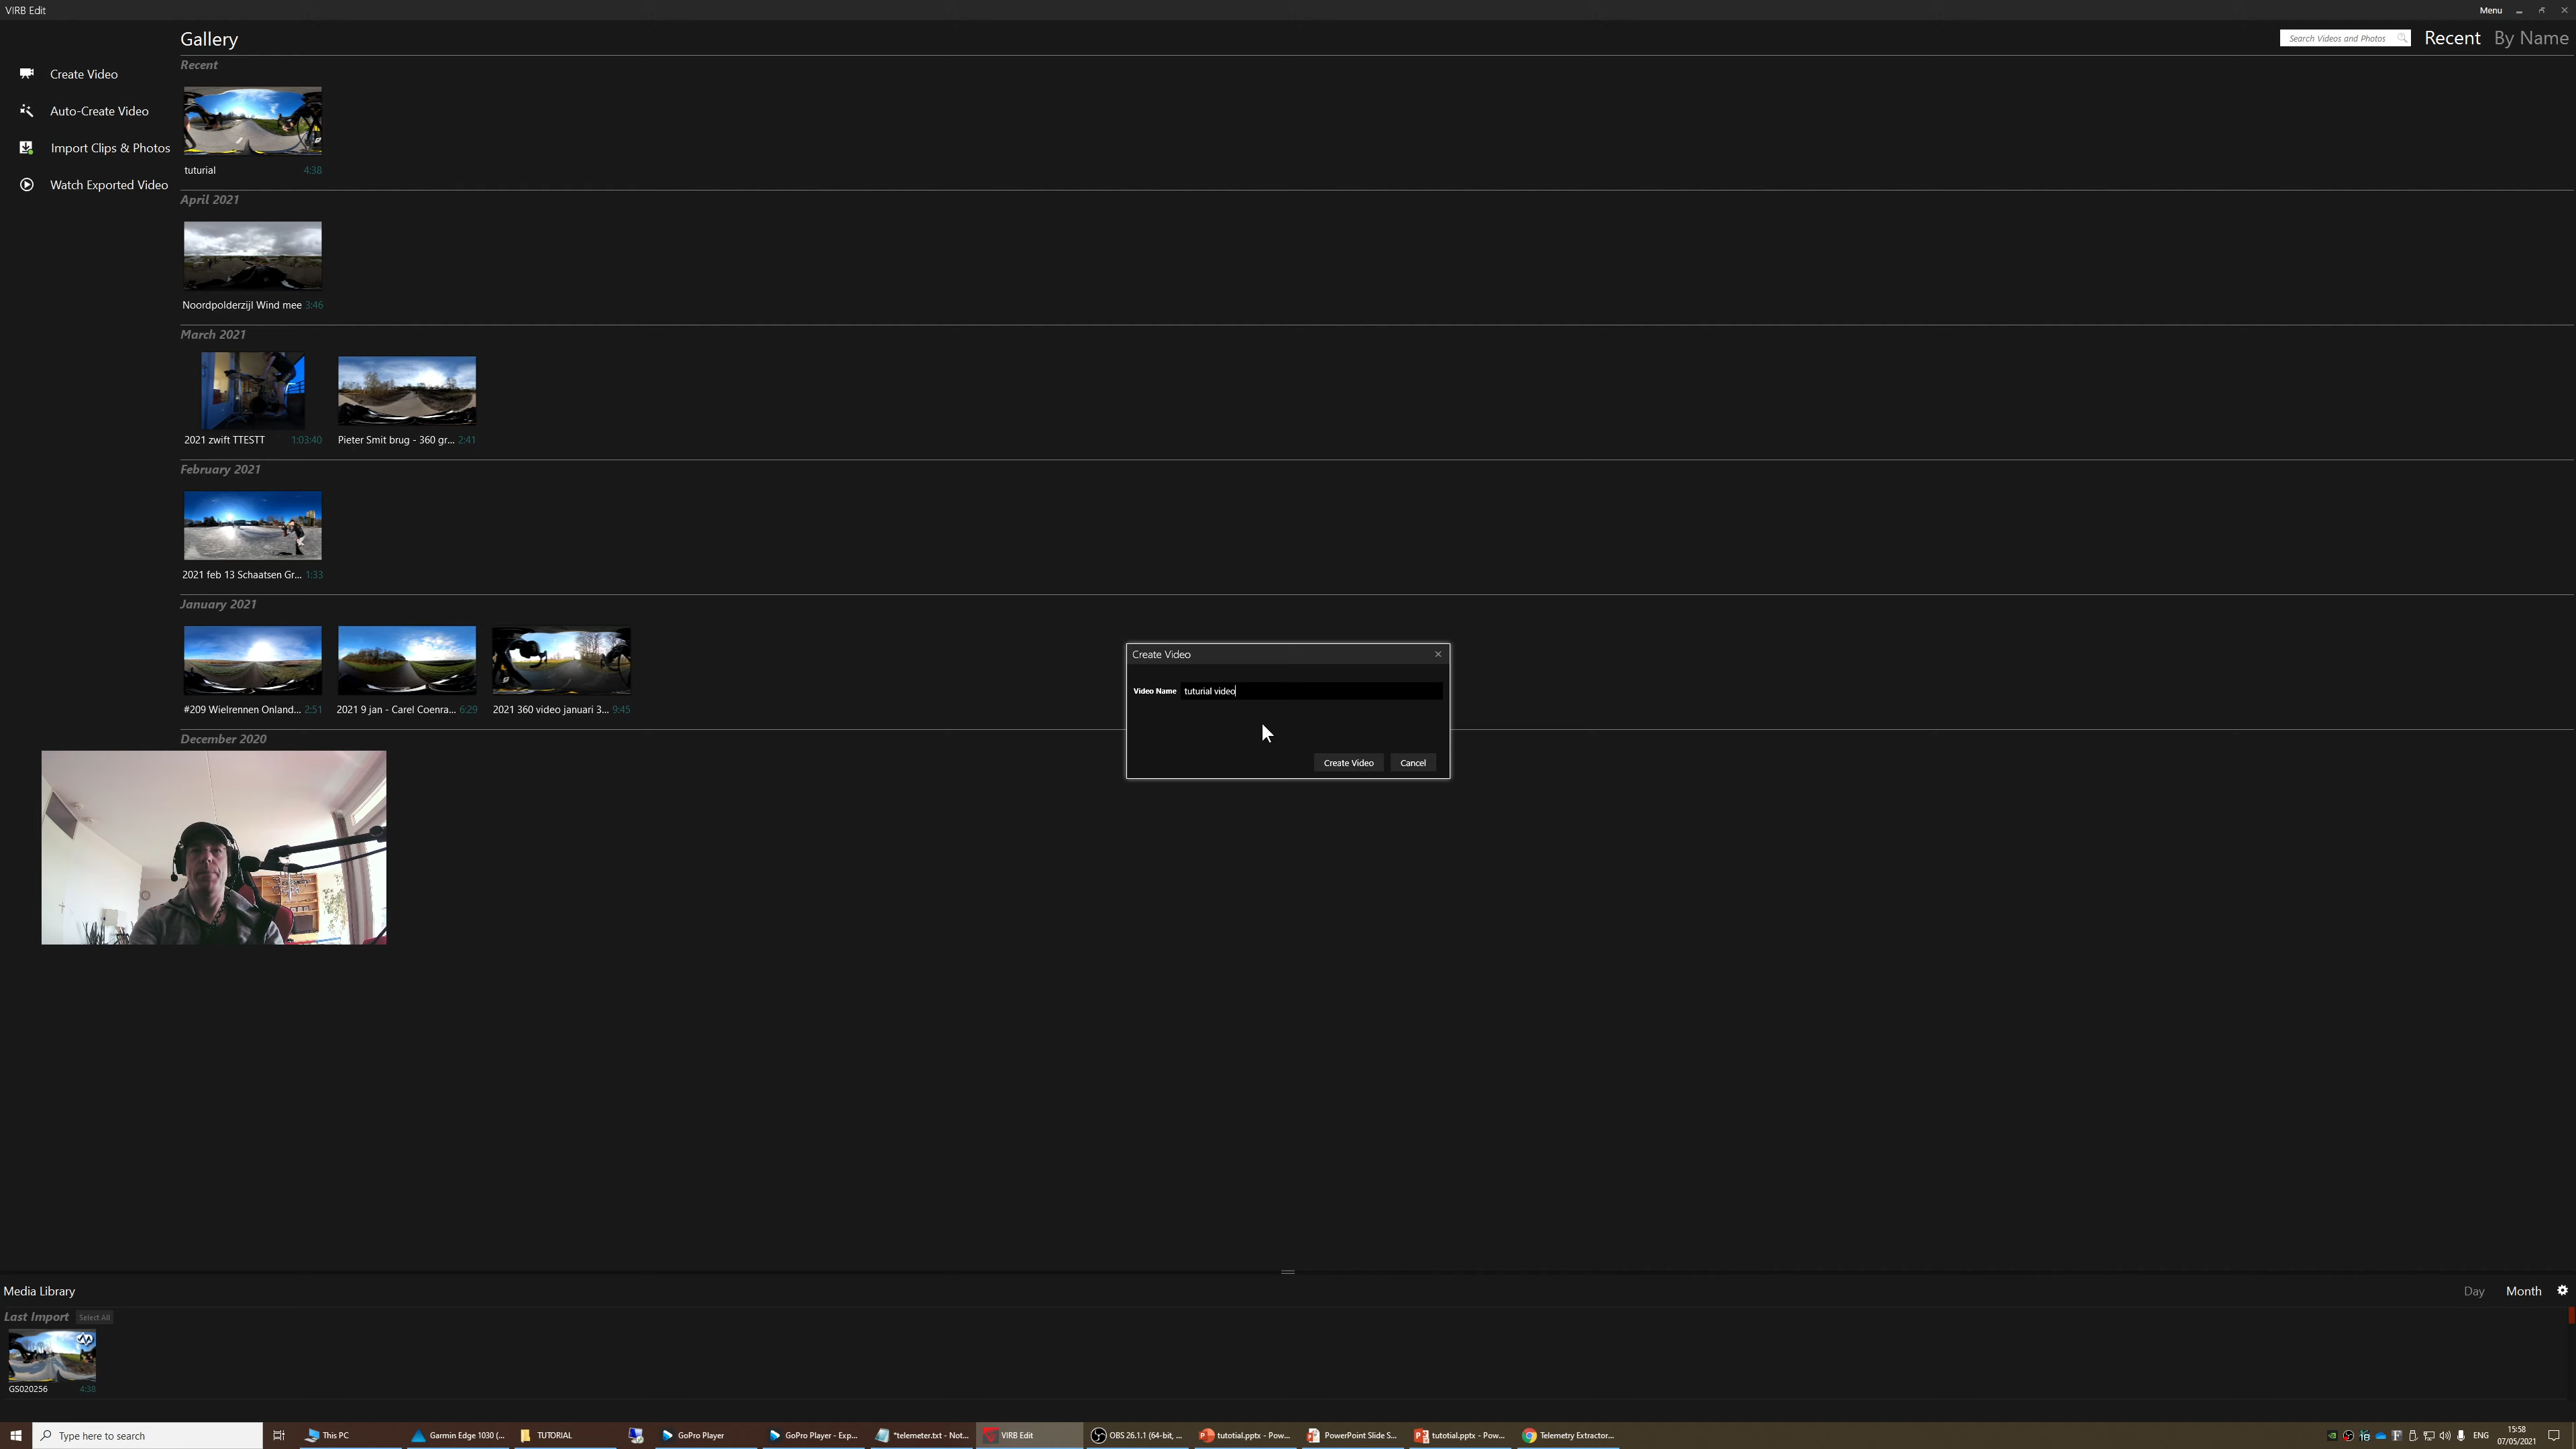 VIRB Edit
Menu
Gallery
Search Videos and Photos
Recent By Name
Create Video
Auto-Create Video
Import Clips & Photos
Watch Exported Video
Recent
tuturial 4:38
April 2021
Noordpolderzijl Wind mee 3:46
March 2021
2021 zwift TTESTT 1:03:40
Pieter Smit brug - 360 gr... 2:41
February 2021
2021 feb 13 Schaatsen Gr... 1:33
January 2021
#209 Wielrennen Onland... 2:51
2021 9 jan - Carel Coenra... 6:29
2021 360 video januari 3... 9:45
December 2020
Create Video
Video Name tuturial video
Create Video Cancel
Media Library
Day Month
Last Import Select All
GS020256 4:38
Type here to search
This PC
Garmin Edge 1030 (...
TUTORIAL
GoPro Player
GoPro Player - Exp...
*telemeter.txt - Not...
VIRB Edit
OBS 26.1.1 (64-bit, ...
tutotial.pptx - Pow...
PowerPoint Slide S...
tutotial.pptx - Pow...
Telemetry Extractor...
ENG
15:58
07/05/2021